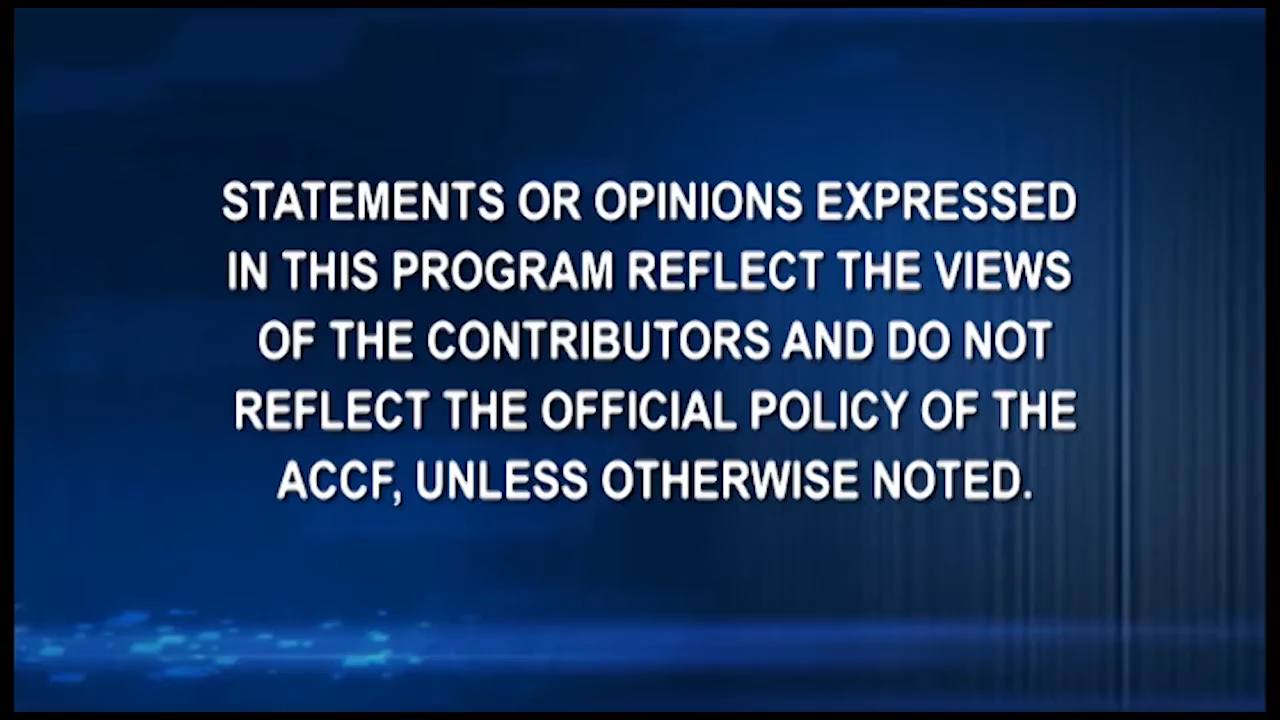 STATEMENTS OR OPINIONS EXPRESSED
IN THIS PROGRAM REFLECT THE VIEWS
OF THE CONTRIBUTORS AND DO NOT
REFLECT THE OFFICIAL POLICY OF THE
ACCF, UNLESS OTHERWISE NOTED.